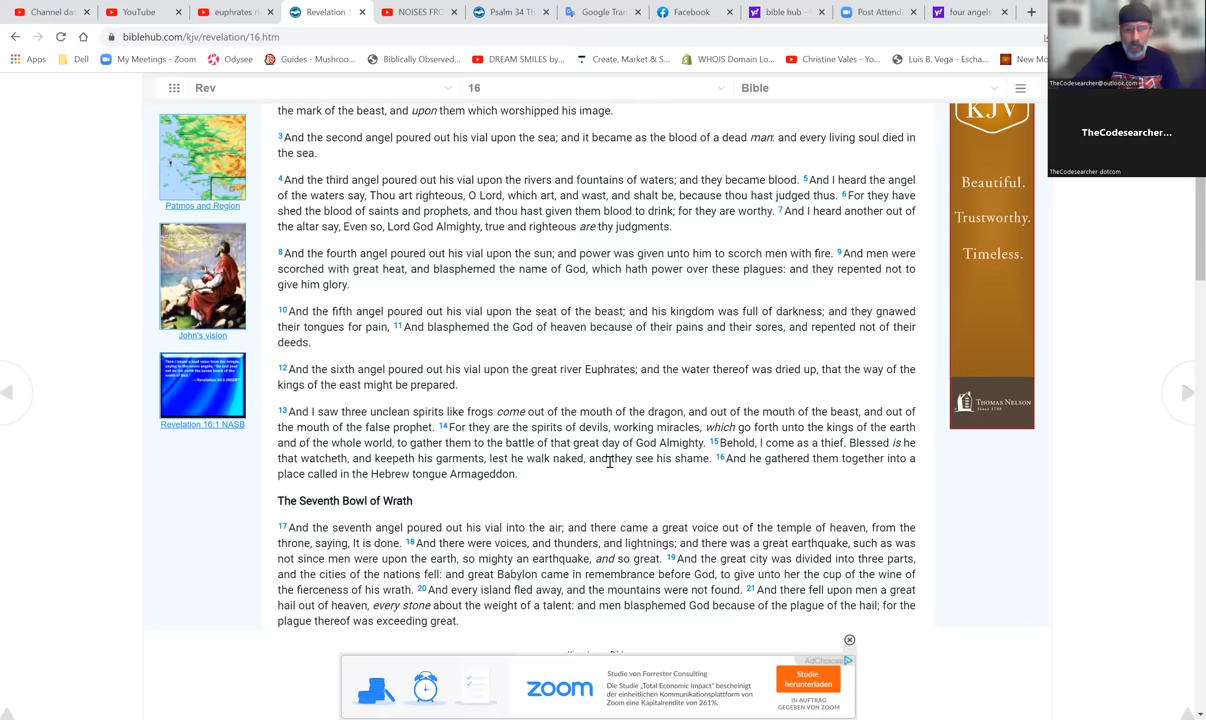 Channel da
YouTube
euphrates ri
Revelation 1
NOISES FRO
Psalm 34 Th
Google Tran
Facebook
bible hub -
Post Attend
four angels
biblehub.com/kjv/revelation/16.htm
Apps
Dell
My Meetings - Zoom
Odysee
Guides - Mushroo...
Biblically Observed...
DREAM SMILES by...
Create, Market & S...
WHOIS Domain Lo...
Christine Vales - Yo...
Luis B. Vega - Escha...
New Mo
Rev
16
Bible
the mark of the beast, and upon them which worshipped his image.
3And the second angel poured out his vial upon the sea; and it became as the blood of a dead man: and every living soul died in
the sea.
4And the third angel poured out his vial upon the rivers and fountains of waters; and they became blood. 5And I heard the angel
of the waters say, Thou art righteous, O Lord, which art, and wast, and shalt be, because thou hast judged thus. 6For they have
shed the blood of saints and prophets, and thou hast given them blood to drink; for they are worthy. 7And I heard another out of
the altar say, Even so, Lord God Almighty, true and righteous are thy judgments.
8And the fourth angel poured out his vial upon the sun; and power was given unto him to scorch men with fire. 9And men were
scorched with great heat, and blasphemed the name of God, which hath power over these plagues: and they repented not to
give him glory.
10And the fifth angel poured out his vial upon the seat of the beast; and his kingdom was full of darkness; and they gnawed
their tongues for pain, 11And blasphemed the God of heaven because of their pains and their sores, and repented not of their
deeds.
12And the sixth angel poured out his vial upon the great river Euphrates; and the water thereof was dried up, that the way of the
kings of the east might be prepared.
13And I saw three unclean spirits like frogs come out of the mouth of the dragon, and out of the mouth of the beast, and out of
the mouth of the false prophet. 14For they are the spirits of devils, working miracles, which go forth unto the kings of the earth
and of the whole world, to gather them to the battle of that great day of God Almighty. 15Behold, I come as a thief. Blessed is he
that watcheth, and keepeth his garments, lest he walk naked, and they see his shame. 16And he gathered them together into a
place called in the Hebrew tongue Armageddon.
The Seventh Bowl of Wrath
17And the seventh angel poured out his vial into the air; and there came a great voice out of the temple of heaven, from the
throne, saying, It is done. 18And there were voices, and thunders, and lightnings; and there was a great earthquake, such as was
not since men were upon the earth, so mighty an earthquake, and so great. 19And the great city was divided into three parts,
and the cities of the nations fell: and great Babylon came in remembrance before God, to give unto her the cup of the wine of
the fierceness of his wrath. 20And every island fled away, and the mountains were not found. 21And there fell upon men a great
hail out of heaven, every stone about the weight of a talent: and men blasphemed God because of the plague of the hail; for the
plague thereof was exceeding great.
Patmos and Region
John's vision
Revelation 16:1 NASB
KJV
Beautiful.
Trustworthy.
Timeless.
THOMAS NELSON
Since 1798
TheCodesearcher@outlook.com
TheCodesearcher...
TheCodesearcher dotcom
AdChoices
zoom
Studie von Forrester Consulting
Die Studie „Total Economic Impact" bescheinigt
der einheitlichen Kommunikationsplattform von
Zoom eine Kapitalrendite von 261%.
Studie
herunterladen
IN AUFTRAG
GEGEBEN VON ZOOM